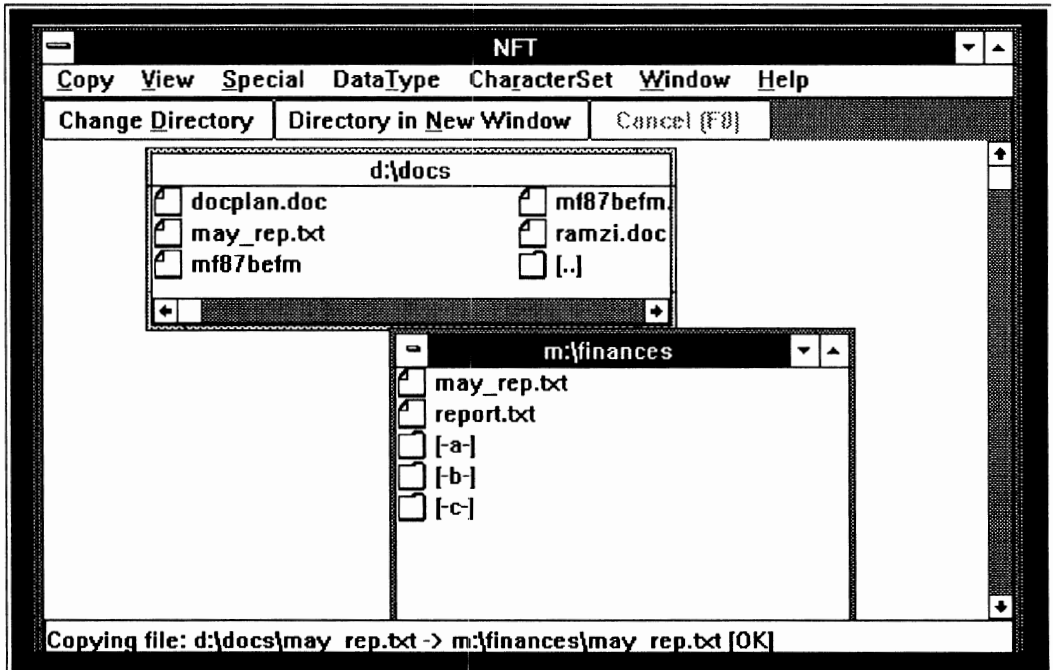 NFT
Copy View Special DataType CharacterSet Window Help
Change Directory Directory in New Window Cancel (F8)
d:\docs
docplan.doc mf87befm.
may_rep.txt ramzi.doc
mf87befm [..]
m:\finances
may_rep.txt
report.txt
[-a-]
[-b-]
[-c-]
Copying file: d:\docs\may_rep.txt -> m:\finances\may_rep.txt [OK]